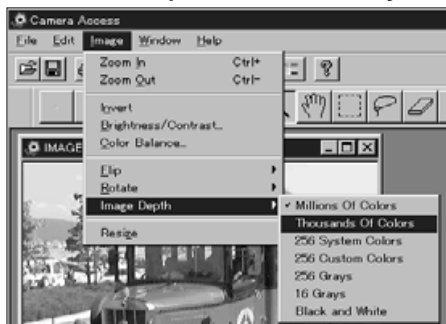 Camera Access
File Edit Image Window Help
Zoom In Ctrl+
Zoom Out Ctrl-
Invert
Brightness/Contrast...
Color Balance...
IMAGE
Flip
Rotate
Image Depth
Resize
✓ Millions Of Colors
Thousands Of Colors
256 System Colors
256 Custom Colors
256 Grays
16 Grays
Black and White